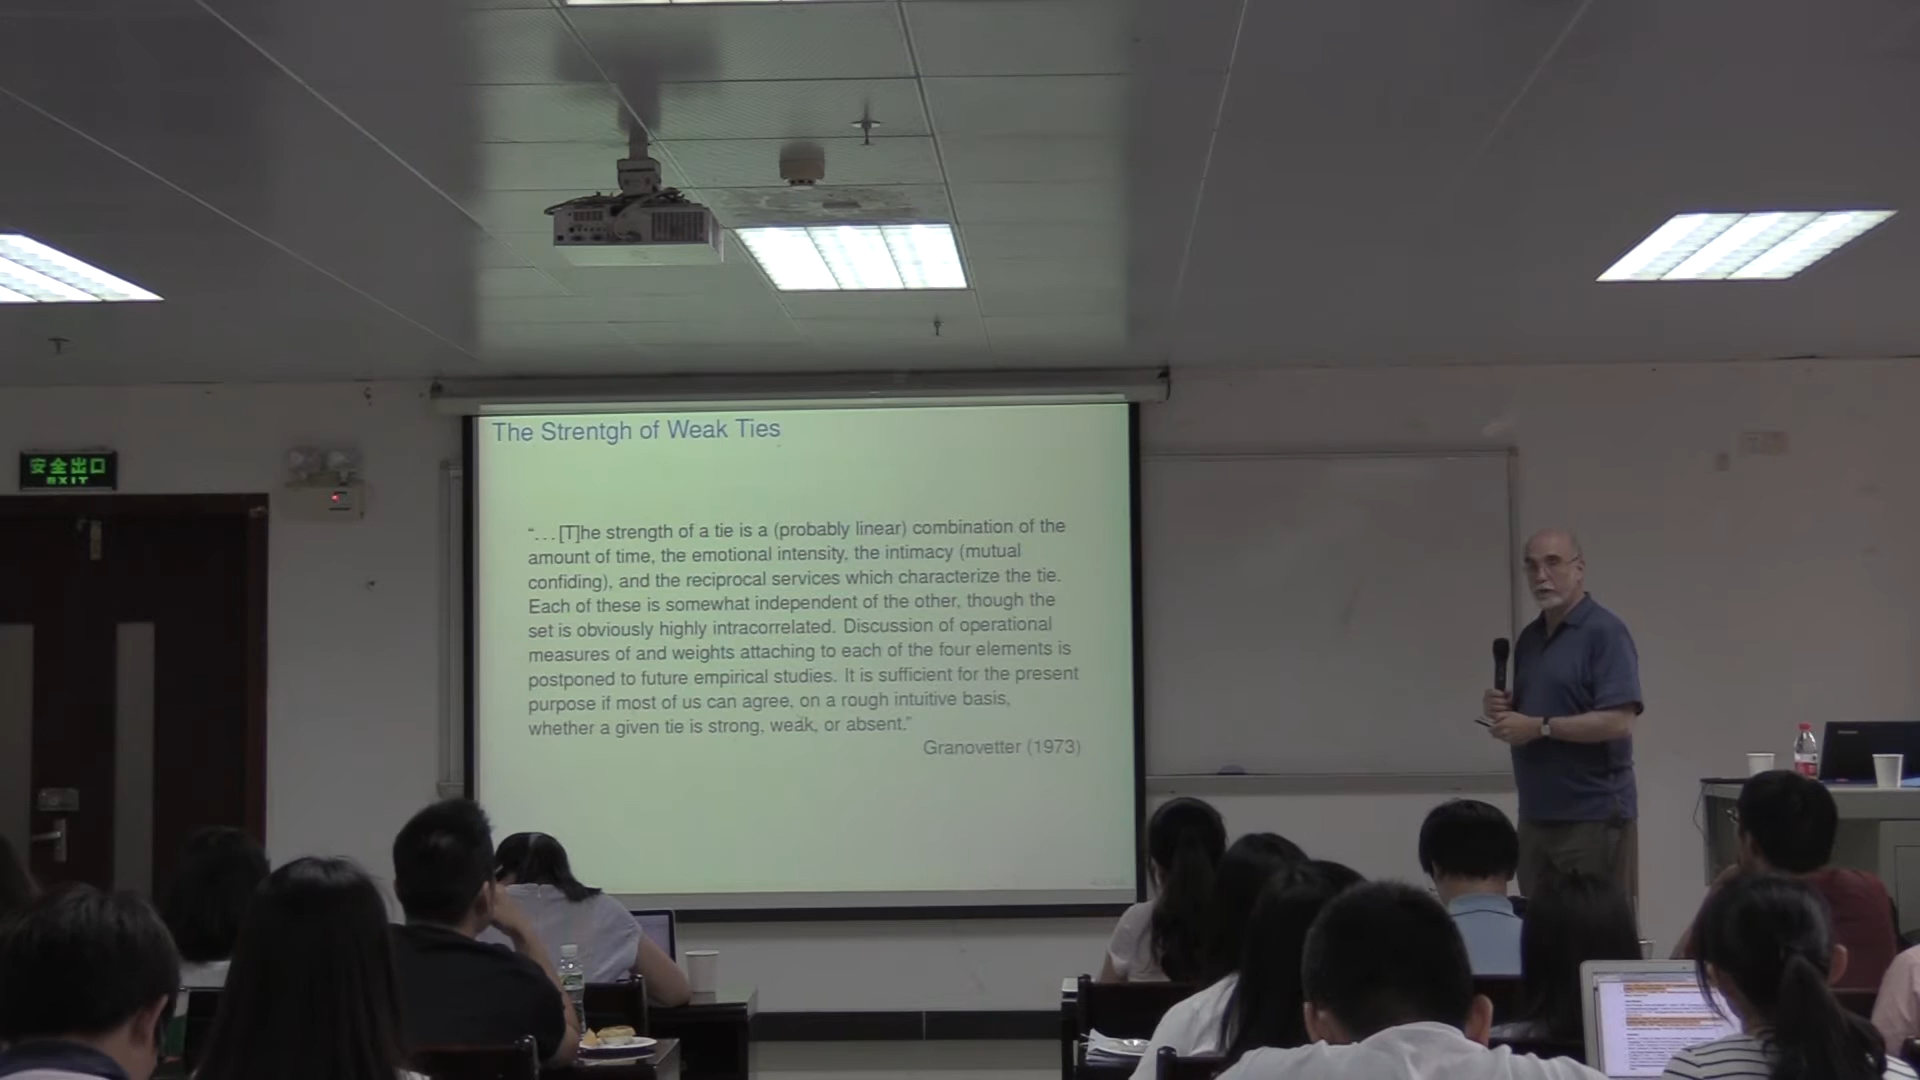 安全出口
EXIT
The Strentgh of Weak Ties
“. . . [T]he strength of a tie is a (probably linear) combination of the
amount of time, the emotional intensity, the intimacy (mutual
confiding), and the reciprocal services which characterize the tie.
Each of these is somewhat independent of the other, though the
set is obviously highly intracorrelated. Discussion of operational
measures of and weights attaching to each of the four elements is
postponed to future empirical studies. It is sufficient for the present
purpose if most of us can agree, on a rough intuitive basis,
whether a given tie is strong, weak, or absent.”
Granovetter (1973)